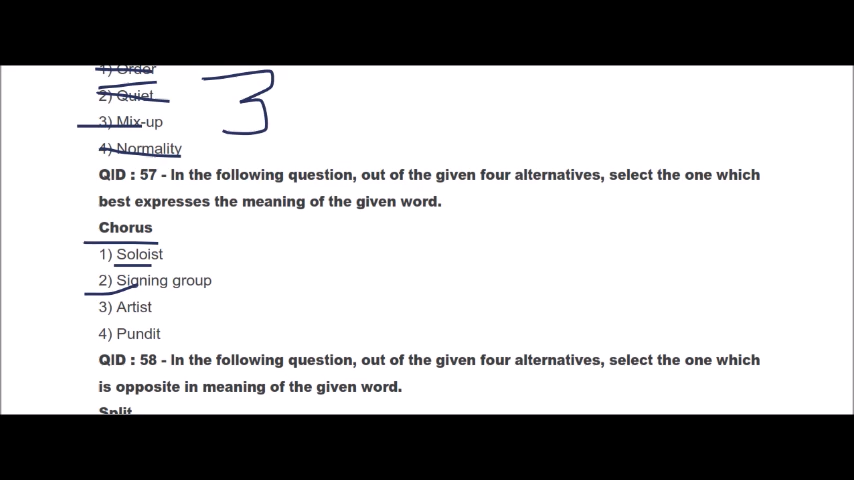 1) Order
2) Quiet
3) Mix-up
4) Normality
3
QID : 57 - In the following question, out of the given four alternatives, select the one which
best expresses the meaning of the given word.
Chorus
1) Soloist
2) Signing group
3) Artist
4) Pundit
QID : 58 - In the following question, out of the given four alternatives, select the one which
is opposite in meaning of the given word.
Split